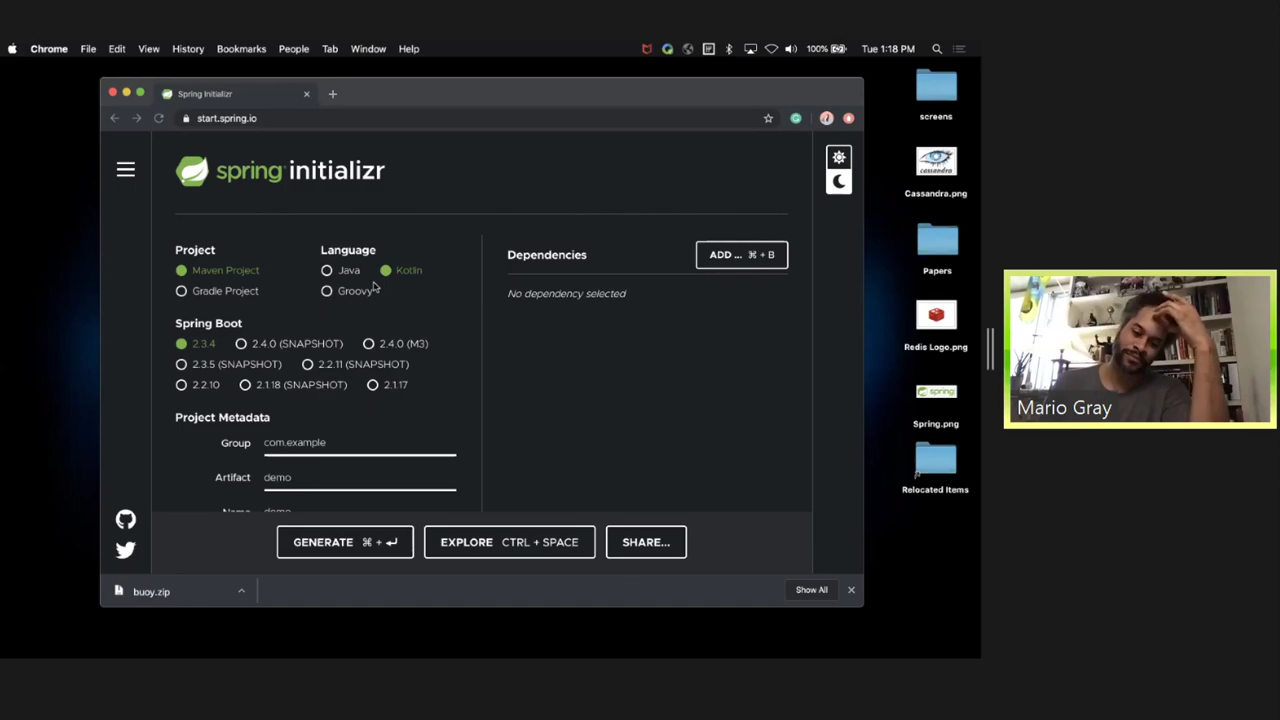 Chrome File Edit View History Bookmarks People Tab Window Help 100% Tue 1:18 PM
Spring Initializr
start.spring.io
spring initializr
Project
Maven Project
Gradle Project
Language
Java Kotlin
Groovy
Spring Boot
2.3.4 2.4.0 (SNAPSHOT) 2.4.0 (M3)
2.3.5 (SNAPSHOT) 2.2.11 (SNAPSHOT)
2.2.10 2.1.18 (SNAPSHOT) 2.1.17
Project Metadata
Group com.example
Artifact demo
Name demo
Dependencies
ADD ... ⌘ + B
No dependency selected
GENERATE ⌘ + ↵
EXPLORE CTRL + SPACE
SHARE...
buoy.zip
Show All
screens
cassandra
Cassandra.png
Papers
Redis Logo.png
spring
Spring.png
Relocated Items
Mario Gray